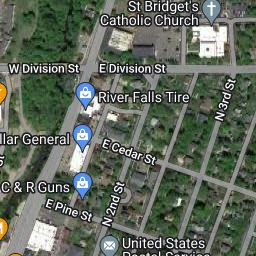 St Bridget's
Catholic Church
W Division St
E Division St
River Falls Tire
N 3rd St
llar General
E Cedar St
C & R Guns
N 2nd St
E Pine St
United States
Postal Service